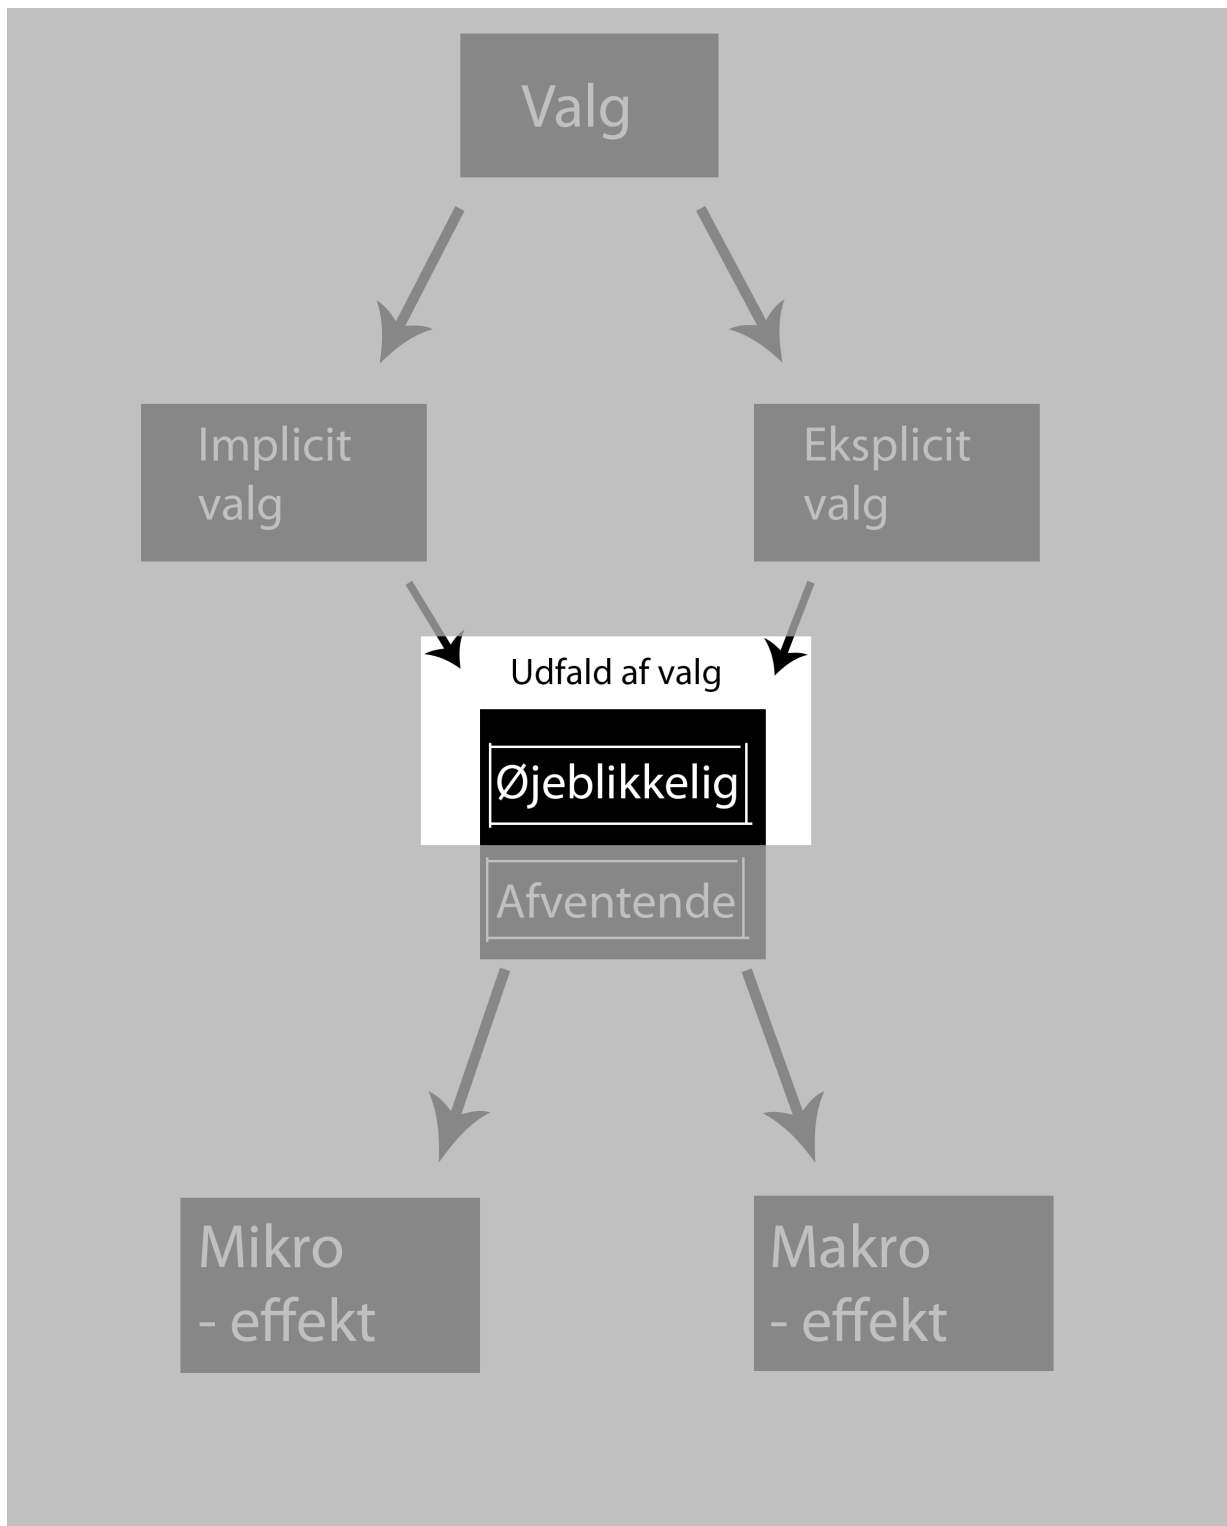 Valg
Implicit
valg
Eksplicit
valg
Udfald af valg
Øjeblikkelig
Afventende
Mikro
- effekt
Makro
- effekt